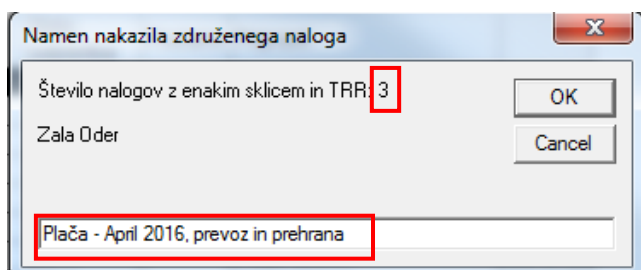 Namen nakazila združenega naloga
Število nalogov z enakim sklicem in TRR: 3
OK
Zala Oder
Cancel
Plača - April 2016, prevoz in prehrana